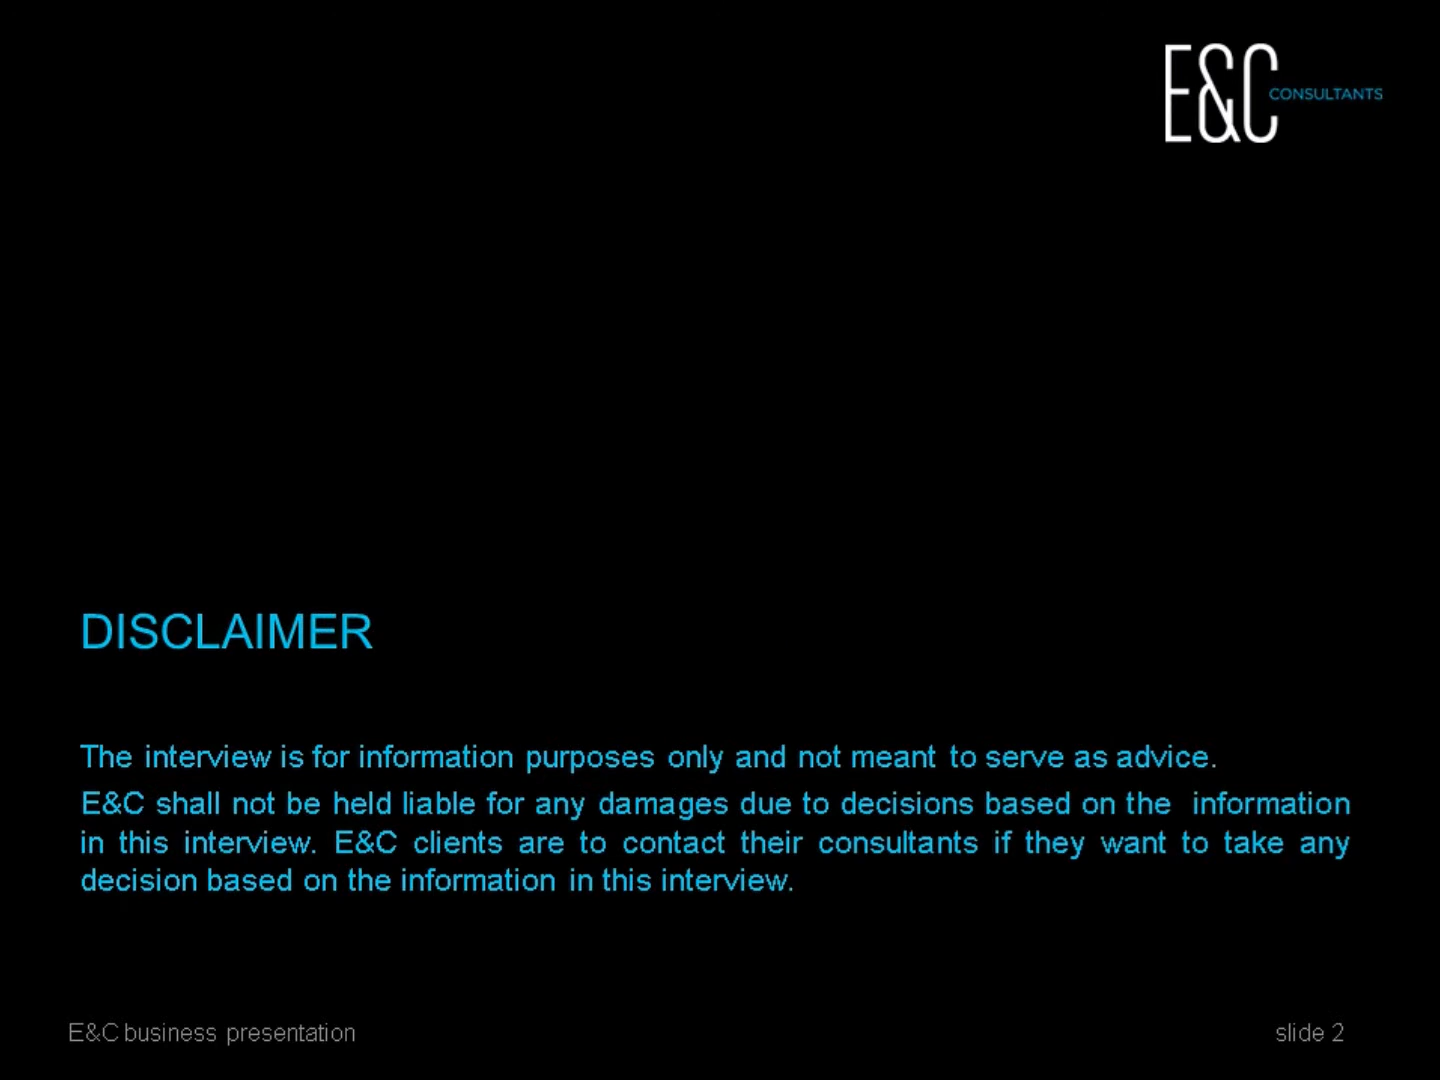 E&C CONSULTANTS
DISCLAIMER
The interview is for information purposes only and not meant to serve as advice.
E&C shall not be held liable for any damages due to decisions based on the information
in this interview. E&C clients are to contact their consultants if they want to take any
decision based on the information in this interview.
E&C business presentation
slide 2